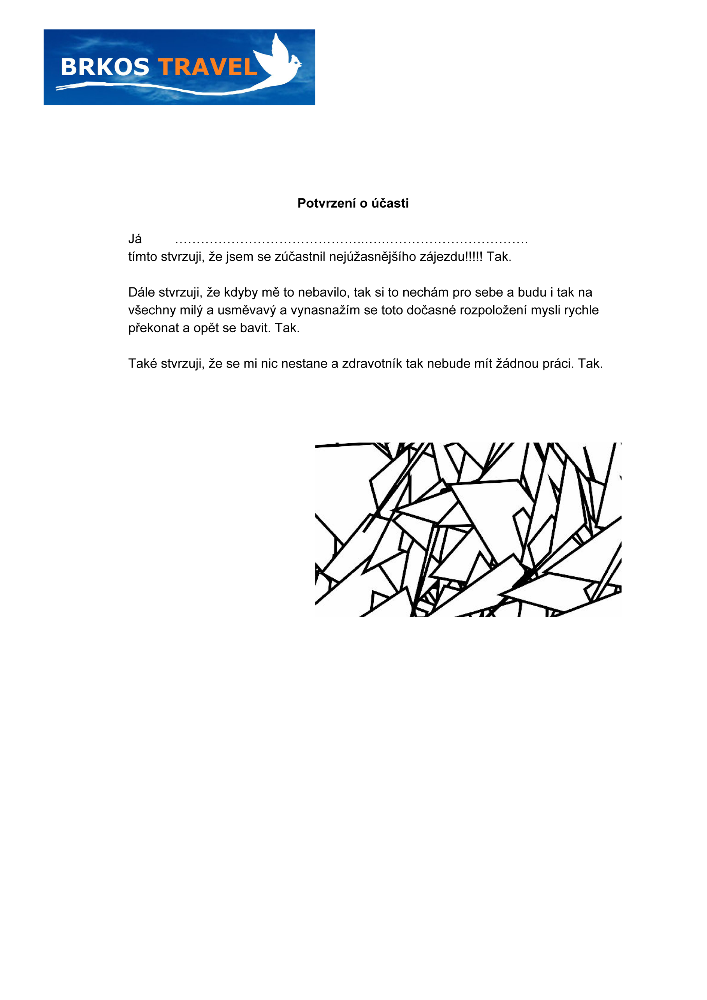 BRKOS TRAVEL
Potvrzení o účasti
Já ……………………………………..…..…………………………….
tímto stvrzuji, že jsem se zúčastnil nejúžasnějšího zájezdu!!!!! Tak.
Dále stvrzuji, že kdyby mě to nebavilo, tak si to nechám pro sebe a budu i tak na
všechny milý a usměvavý a vynasnažím se toto dočasné rozpoložení mysli rychle
překonat a opět se bavit. Tak.
Také stvrzuji, že se mi nic nestane a zdravotník tak nebude mít žádnou práci. Tak.